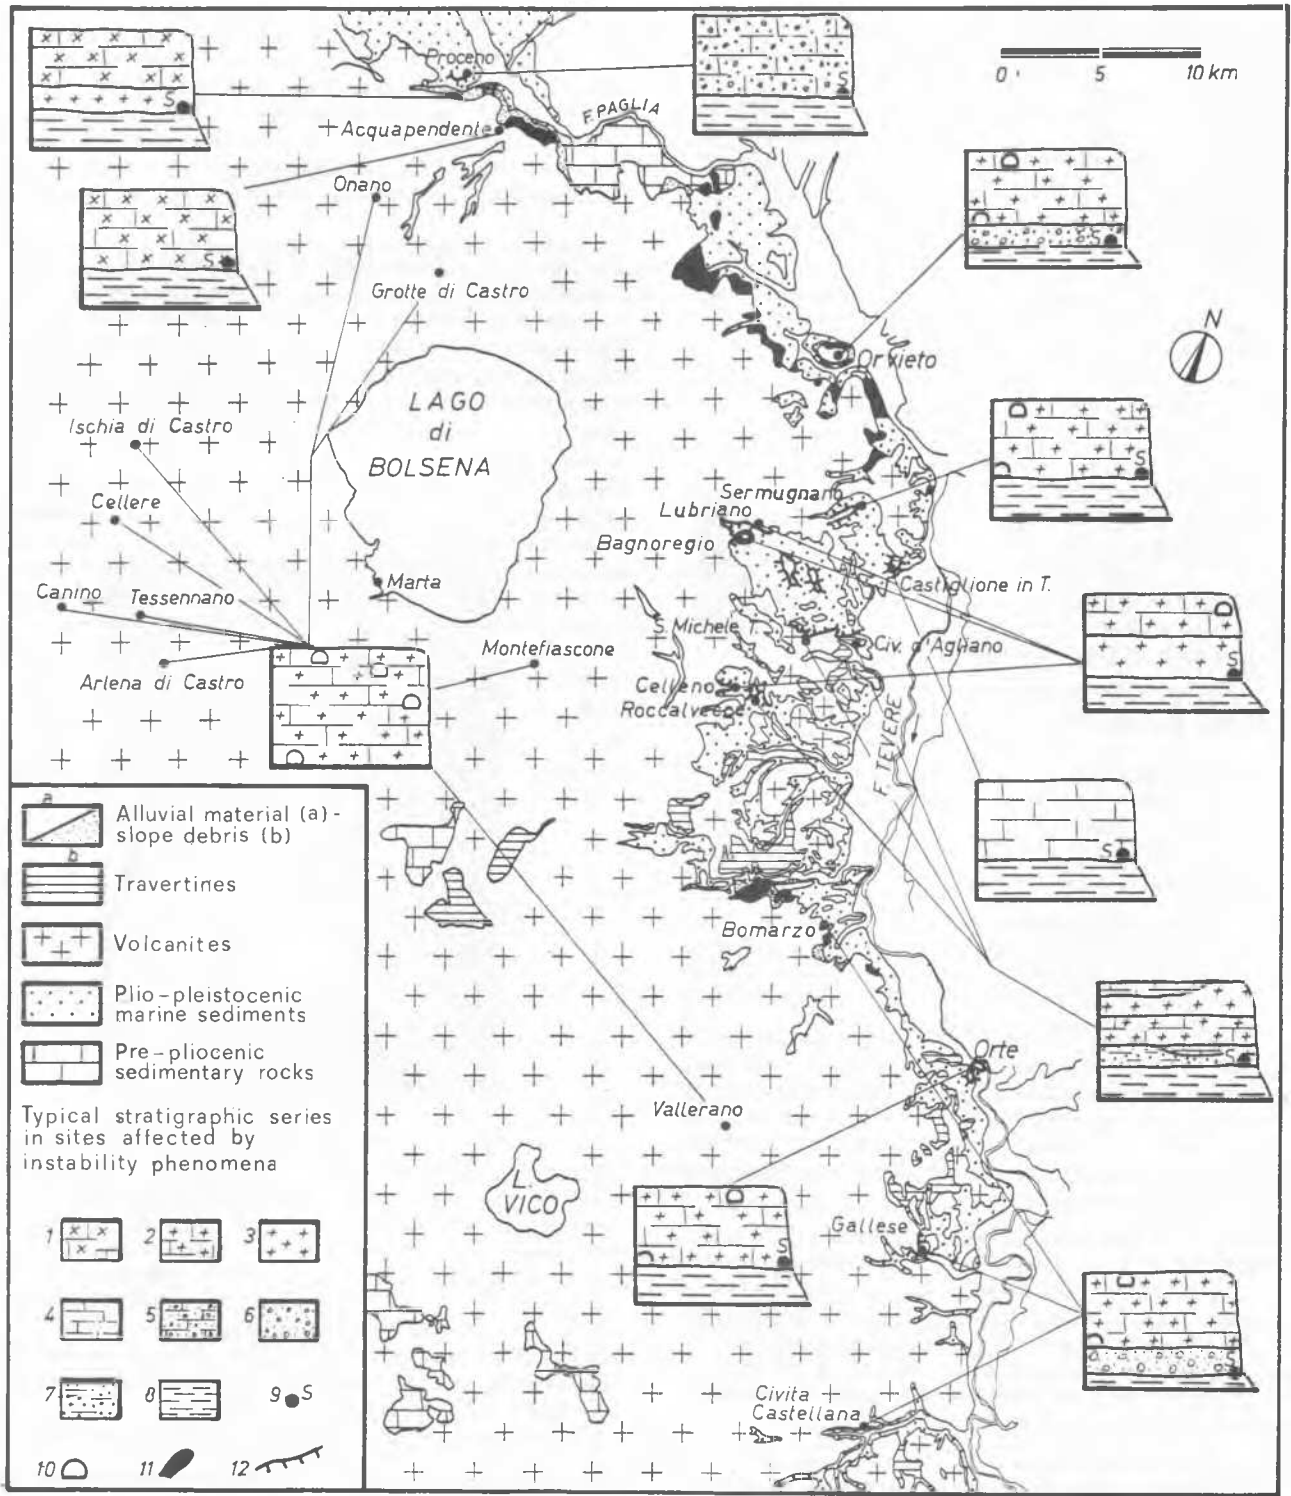 0 5 10 km
Proceno
F. PAGLIA
Acquapendente
Onano
Grotte di Castro
N
Orvieto
LAGO
di
BOLSENA
Ischia di Castro
Cellere
Canino
Tessennano
Arlena di Castro
Marta
Montefiascone
Sermugnano
Lubriano
Bagnoregio
Castiglione in T.
S. Michele T.
Civ. d'Agliano
Celleno
Roccalvecce
F. TEVERE
Bomarzo
Orte
Vallerano
L.
VICO
Gallese
Civita
Castellana
S
S
S
S
S
S
S
S
S
S
a
Alluvial material (a) -
slope debris (b)
b
Travertines
Volcanites
Plio-pleistocenic
marine sediments
Pre-pliocenic
sedimentary rocks
Typical stratigraphic series
in sites affected by
instability phenomena
1 2 3
4 5 6
7 8 9 S
10 11 12